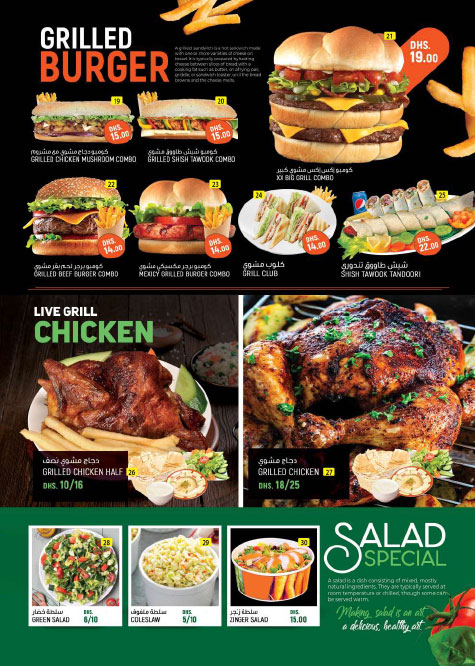 GRILLED
BURGER
A grilled sandwich is a hot sandwich made
with one or more varieties of cheese on
bread. It is typically prepared by heating
cheese between slices of bread with a
cooking fat such as butter, on a frying pan,
griddle, or sandwich toaster, until the bread
browns and the cheese melts.
21
DHS.
19.00
19
DHS.
15.00
كومبو دجاج مشوي مع مشروم
GRILLED CHICKEN MUSHROOM COMBO
20
DHS.
15.00
كومبو شيش طاووق مشوي
GRILLED SHISH TAWOOK COMBO
كومبو إكس إكس مشوي كبير
XX BIG GRILL COMBO
22
DHS.
14.00
كومبو برجر لحم بقر مشوي
GRILLED BEEF BURGER COMBO
23
DHS.
14.00
كومبو برجر مكسيكي مشوي
MEXICY GRILLED BURGER COMBO
24
DHS.
14.00
كلوب مشوي
GRILL CLUB
25
DHS.
22.00
شيش طاووق تندوري
SHISH TAWOOK TANDOORI
LIVE GRILL
CHICKEN
دجاج مشوي نصف
GRILLED CHICKEN HALF 26
DHS. 10/16
دجاج مشوي
GRILLED CHICKEN 27
DHS. 18/25
28
سلطة خضار
GREEN SALAD
DHS.
6/10
29
سلطة ملفوف
COLESLAW
DHS.
5/10
30
سلطة زنجر
ZINGER SALAD
DHS.
15.00
SALAD
SPECIAL
A salad is a dish consisting of mixed, mostly
natural ingredients. They are typically served at
room temperature or chilled, though some can
be served warm.
Making salad is an art
a delicious, healthy art.